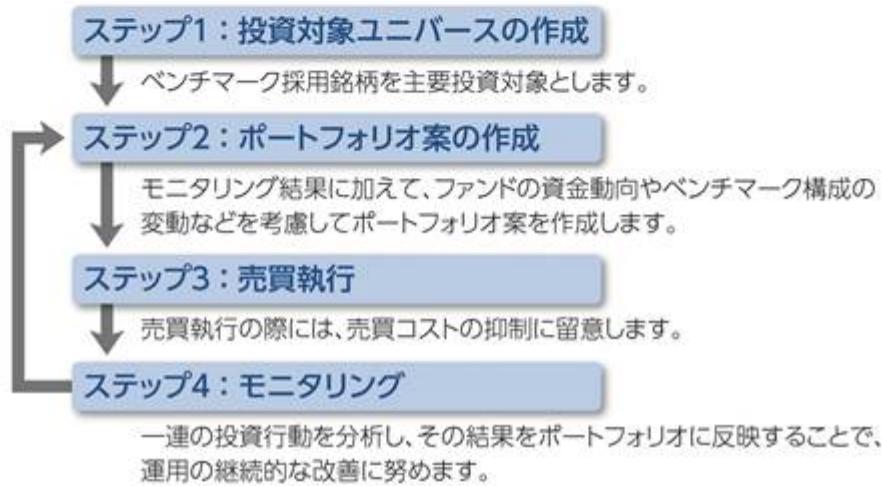 ステップ1：投資対象ユニバースの作成
ベンチマーク採用銘柄を主要投資対象とします。
ステップ2：ポートフォリオ案の作成
モニタリング結果に加えて、ファンドの資金動向やベンチマーク構成の
変動などを考慮してポートフォリオ案を作成します。
ステップ3：売買執行
売買執行の際には、売買コストの抑制に留意します。
ステップ4：モニタリング
一連の投資行動を分析し、その結果をポートフォリオに反映することで、
運用の継続的な改善に努めます。